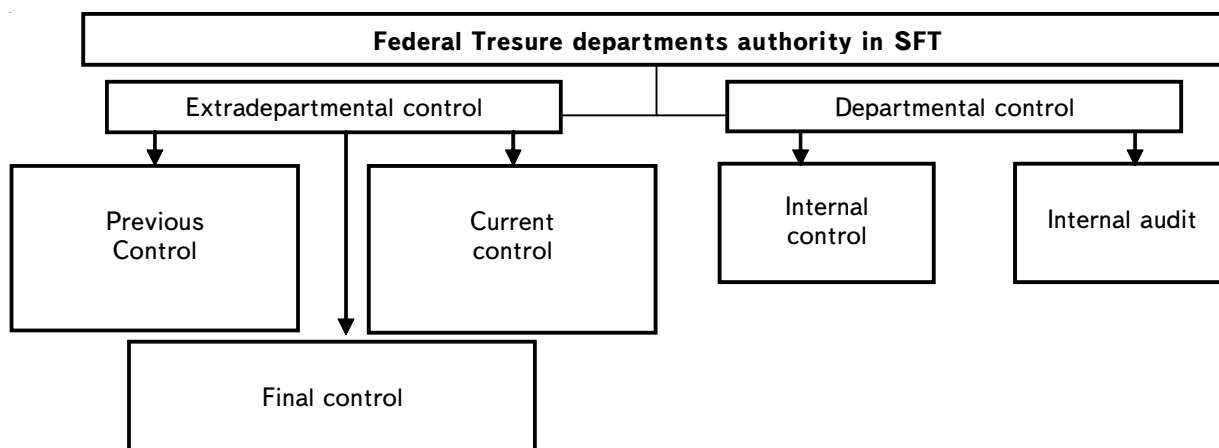 Federal Tresure departments authority in SFT
Extradepartmental control
Departmental control
Previous
Control
Current
control
Internal
control
Internal audit
Final control